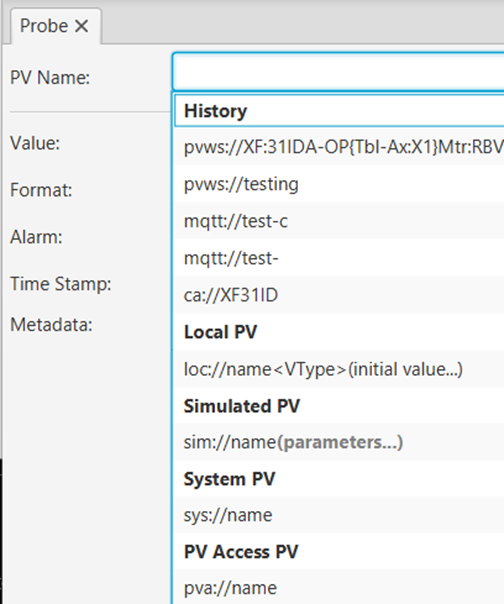 Probe
PV Name:
History
pvws://XF:31IDA-OP{Tbl-Ax:X1}Mtr:RBV
Value:
pvws://testing
Format:
mqtt://test-c
Alarm:
mqtt://test-
Time Stamp:
ca://XF31ID
Metadata:
Local PV
loc://name<VType>(initial value...)
Simulated PV
sim://name(parameters...)
System PV
sys://name
PV Access PV
pva://name